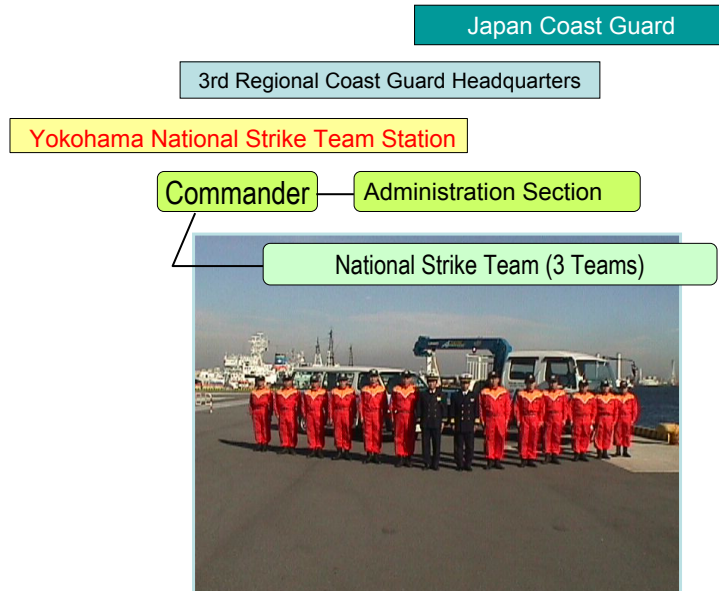 Japan Coast Guard
3rd Regional Coast Guard Headquarters
Yokohama National Strike Team Station
Commander
Administration Section
National Strike Team (3 Teams)